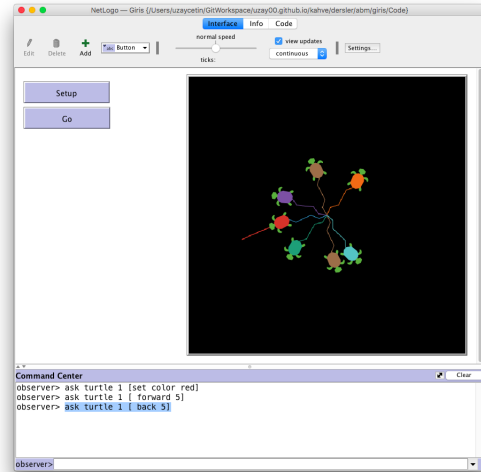 NetLogo — Giris {/Users/uzaycetin/GitWorkspace/uzay00.github.io/kahve/dersler/abm/giris/Code}
Interface Info Code
normal speed
Edit Delete Add abc Button view updates
continuous Settings...
ticks:
Setup
Go
Command Center Clear
observer> ask turtle 1 [set color red]
observer> ask turtle 1 [ forward 5]
observer> ask turtle 1 [ back 5]
observer>